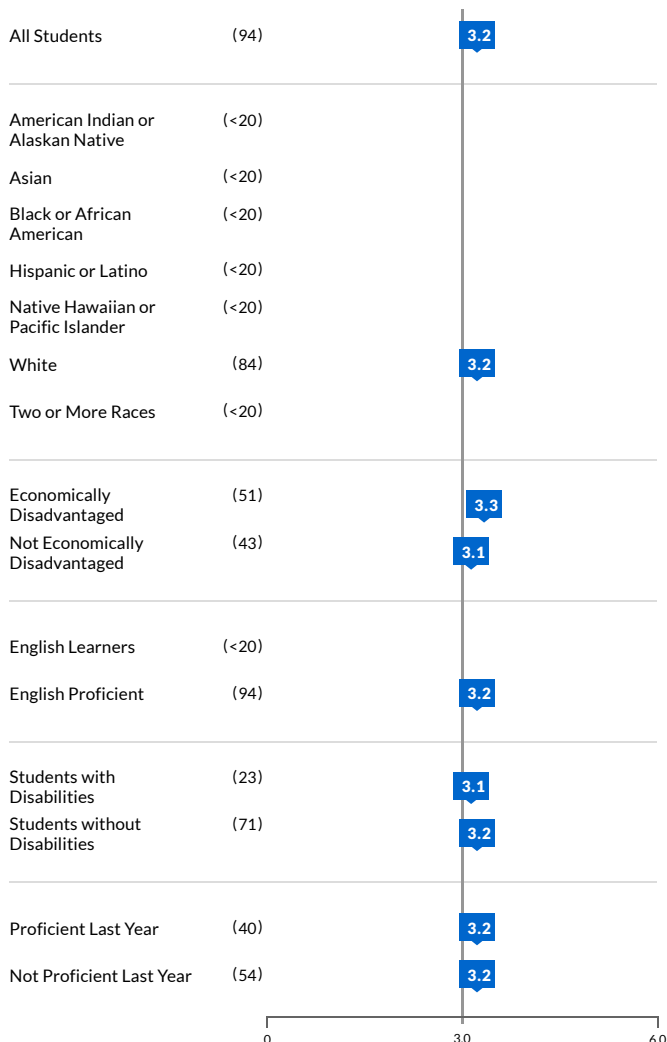 All Students (94) 3.2
American Indian or (<20)
Alaskan Native
Asian (<20)
Black or African (<20)
American
Hispanic or Latino (<20)
Native Hawaiian or (<20)
Pacific Islander
White (84) 3.2
Two or More Races (<20)
Economically (51) 3.3
Disadvantaged
Not Economically (43) 3.1
Disadvantaged
English Learners (<20)
English Proficient (94) 3.2
Students with (23) 3.1
Disabilities
Students without (71) 3.2
Disabilities
Proficient Last Year (40) 3.2
Not Proficient Last Year (54) 3.2
0 3.0 6.0